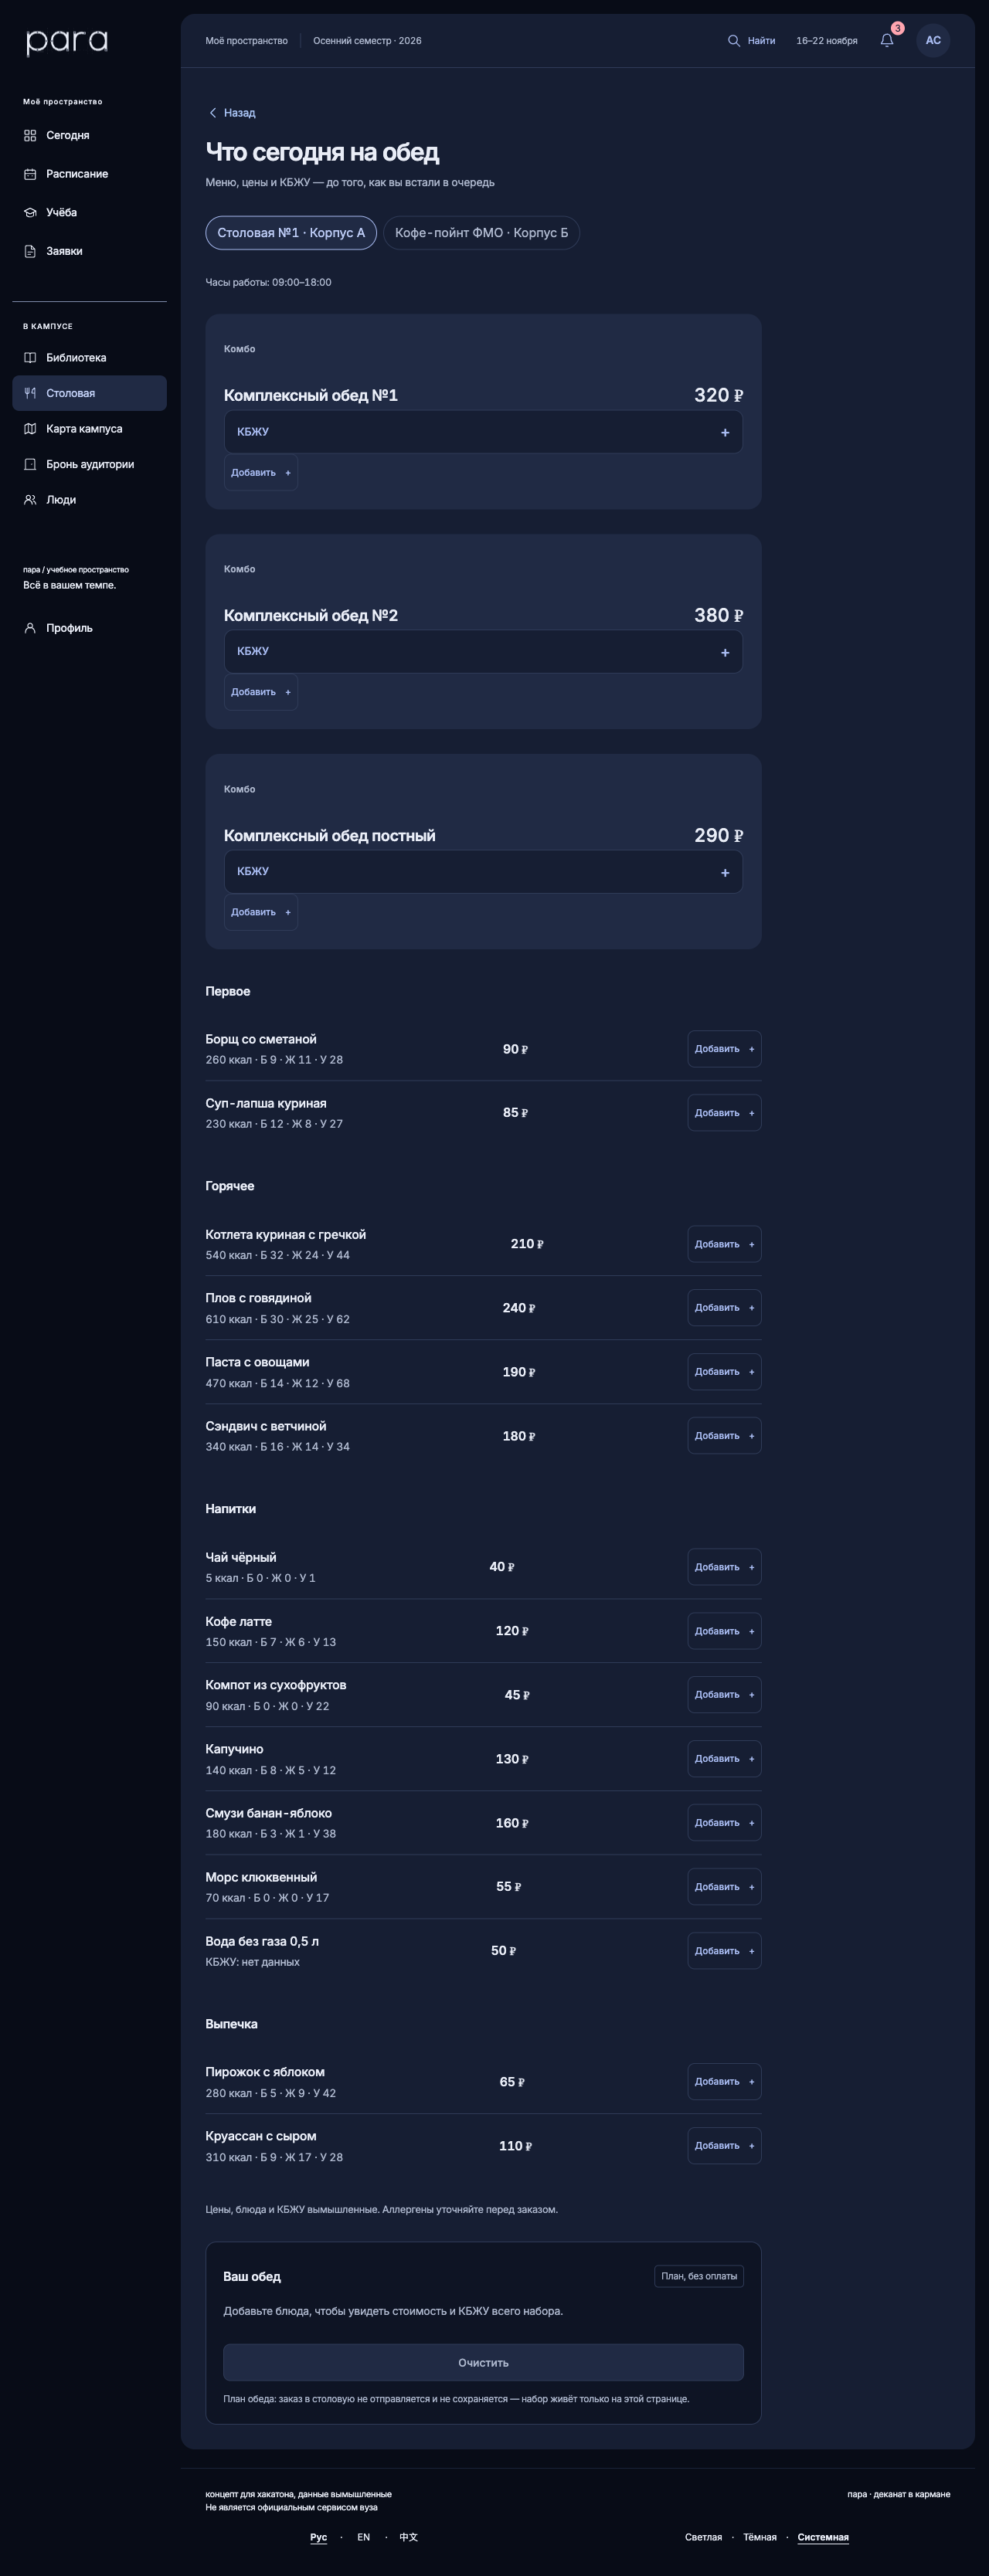 para
Моё пространство
Сегодня
Расписание
Учёба
Заявки
В КАМПУСЕ
Библиотека
Столовая
Карта кампуса
Бронь аудитории
Люди
пара / учебное пространство
Всё в вашем темпе.
Профиль
Моё пространство Осенний семестр · 2026 Найти 16–22 ноября 3 АС
Назад
Что сегодня на обед
Меню, цены и КБЖУ — до того, как вы встали в очередь
Столовая №1 · Корпус А Кофе-пойнт ФМО · Корпус Б
Часы работы: 09:00–18:00
Комбо
Комплексный обед №1 320 ₽
КБЖУ +
Добавить +
Комбо
Комплексный обед №2 380 ₽
КБЖУ +
Добавить +
Комбо
Комплексный обед постный 290 ₽
КБЖУ +
Добавить +
Первое
Борщ со сметаной 90 ₽ Добавить +
260 ккал · Б 9 · Ж 11 · У 28
Суп-лапша куриная 85 ₽ Добавить +
230 ккал · Б 12 · Ж 8 · У 27
Горячее
Котлета куриная с гречкой 210 ₽ Добавить +
540 ккал · Б 32 · Ж 24 · У 44
Плов с говядиной 240 ₽ Добавить +
610 ккал · Б 30 · Ж 25 · У 62
Паста с овощами 190 ₽ Добавить +
470 ккал · Б 14 · Ж 12 · У 68
Сэндвич с ветчиной 180 ₽ Добавить +
340 ккал · Б 16 · Ж 14 · У 34
Напитки
Чай чёрный 40 ₽ Добавить +
5 ккал · Б 0 · Ж 0 · У 1
Кофе латте 120 ₽ Добавить +
150 ккал · Б 7 · Ж 6 · У 13
Компот из сухофруктов 45 ₽ Добавить +
90 ккал · Б 0 · Ж 0 · У 22
Капучино 130 ₽ Добавить +
140 ккал · Б 8 · Ж 5 · У 12
Смузи банан-яблоко 160 ₽ Добавить +
180 ккал · Б 3 · Ж 1 · У 38
Морс клюквенный 55 ₽ Добавить +
70 ккал · Б 0 · Ж 0 · У 17
Вода без газа 0,5 л 50 ₽ Добавить +
КБЖУ: нет данных
Выпечка
Пирожок с яблоком 65 ₽ Добавить +
280 ккал · Б 5 · Ж 9 · У 42
Круассан с сыром 110 ₽ Добавить +
310 ккал · Б 9 · Ж 17 · У 28
Цены, блюда и КБЖУ вымышленные. Аллергены уточняйте перед заказом.
Ваш обед План, без оплаты
Добавьте блюда, чтобы увидеть стоимость и КБЖУ всего набора.
Очистить
План обеда: заказ в столовую не отправляется и не сохраняется — набор живёт только на этой странице.
концепт для хакатона, данные вымышленные пара · деканат в кармане
Не является официальным сервисом вуза
Рус · EN · 中文 Светлая · Тёмная · Системная